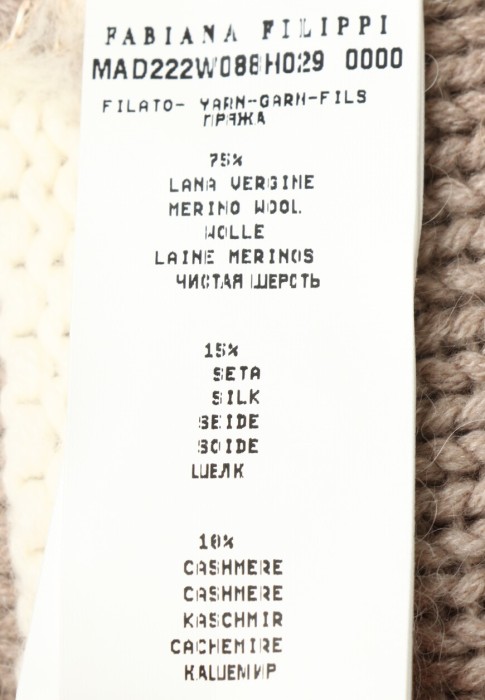 FABIANA FILIPPI
MAD222W088H029 0000
FILATO- YARN-GARN-FILS
ПРЯЖА
75%
LANA VERGINE
MERINO WOOL
WOLLE
LAINE MERINOS
ЧИСТАЯ ШЕРСТЬ
15%
SETA
SILK
SEIDE
SOIDE
ШЕЛК
10%
CASHMERE
CASHMERE
KASCHMIR
CACHEMIRE
КАШЕМИР